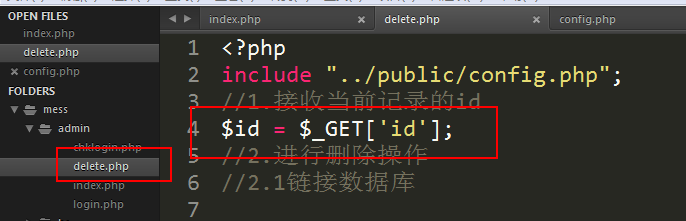 OPEN FILES
index.php
delete.php
config.php
FOLDERS
mess
admin
chklogin.php
delete.php
index.php
login.php
index.php
delete.php
config.php
1 <?php
2 include "../public/config.php";
3 //1.接收当前记录的id
4 $id = $_GET['id'];
5 //2.进行删除操作
6 //2.1链接数据库